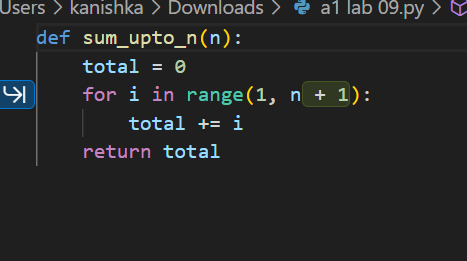 Users > kanishka > Downloads > a1 lab 09.py >
def sum_upto_n(n):
    total = 0
    for i in range(1, n + 1):
        total += i
    return total